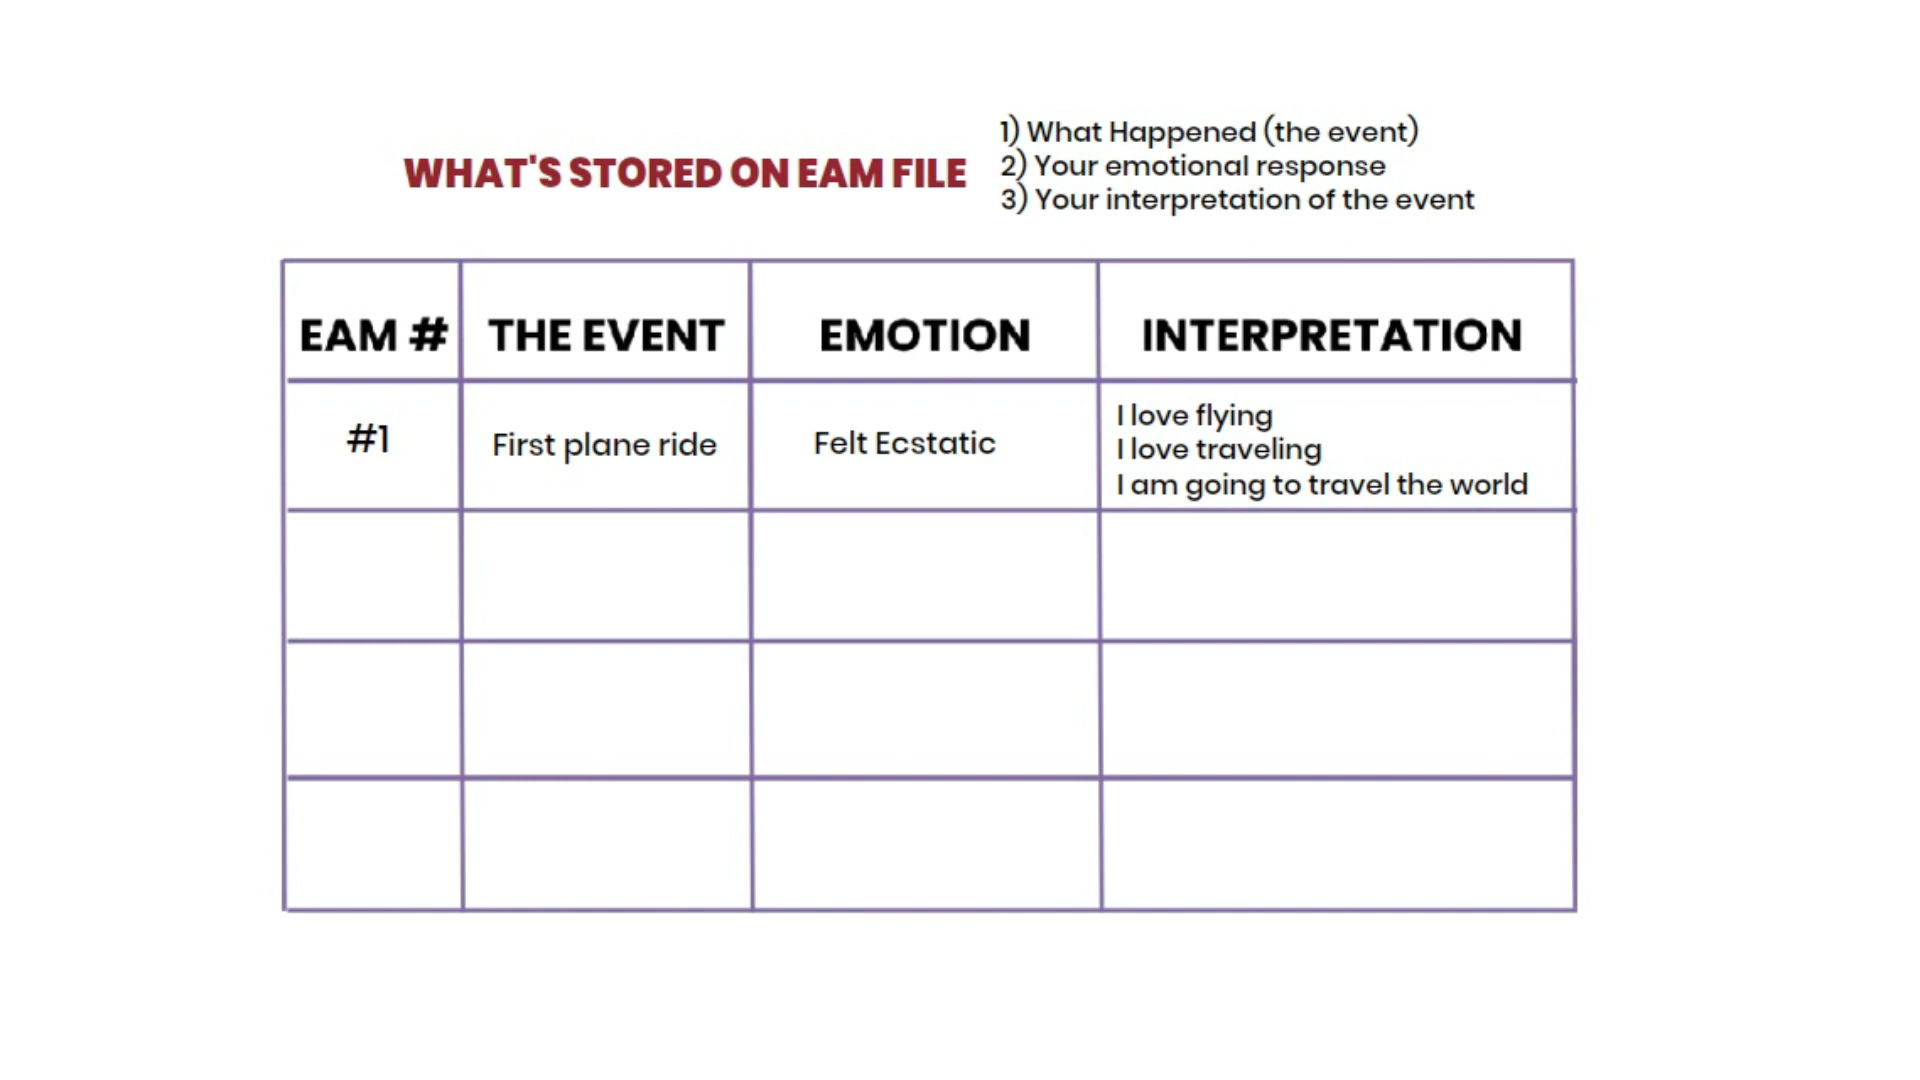 WHAT'S STORED ON EAM FILE
1) What Happened (the event)
2) Your emotional response
3) Your interpretation of the event
EAM # THE EVENT EMOTION INTERPRETATION
#1 First plane ride Felt Ecstatic
I love flying
I love traveling
I am going to travel the world